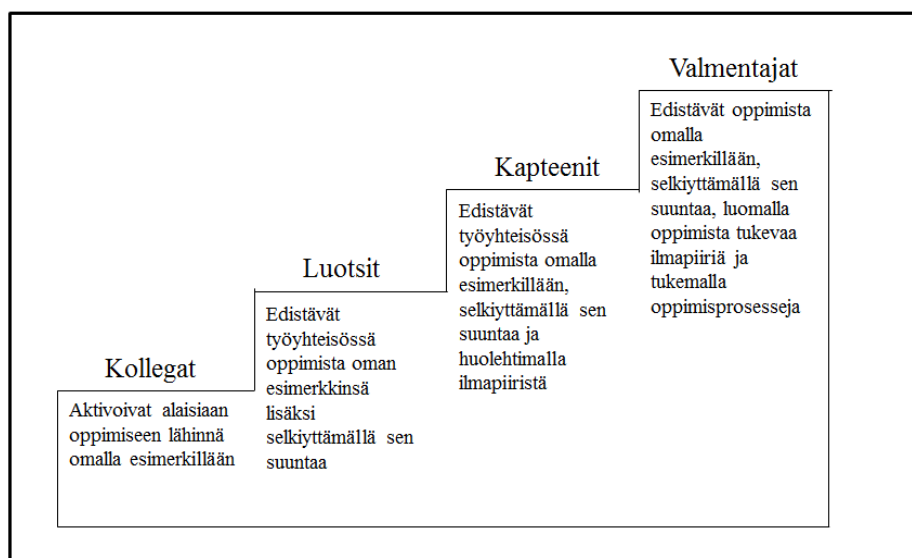 Kollegat
Aktivoivat alaisiaan
oppimiseen lähinnä
omalla esimerkillään
Luotsit
Edistävät
työyhteisössä
oppimista oman
esimerkkinsä
lisäksi
selkiyttämällä sen
suuntaa
Kapteenit
Edistävät
työyhteisössä
oppimista omalla
esimerkillään,
selkiyttämällä sen
suuntaa ja
huolehtimalla
ilmapiiristä
Valmentajat
Edistävät oppimista
omalla
esimerkillään,
selkiyttämällä sen
suuntaa, luomalla
oppimista tukevaa
ilmapiiriä ja
tukemalla
oppimisprosesseja